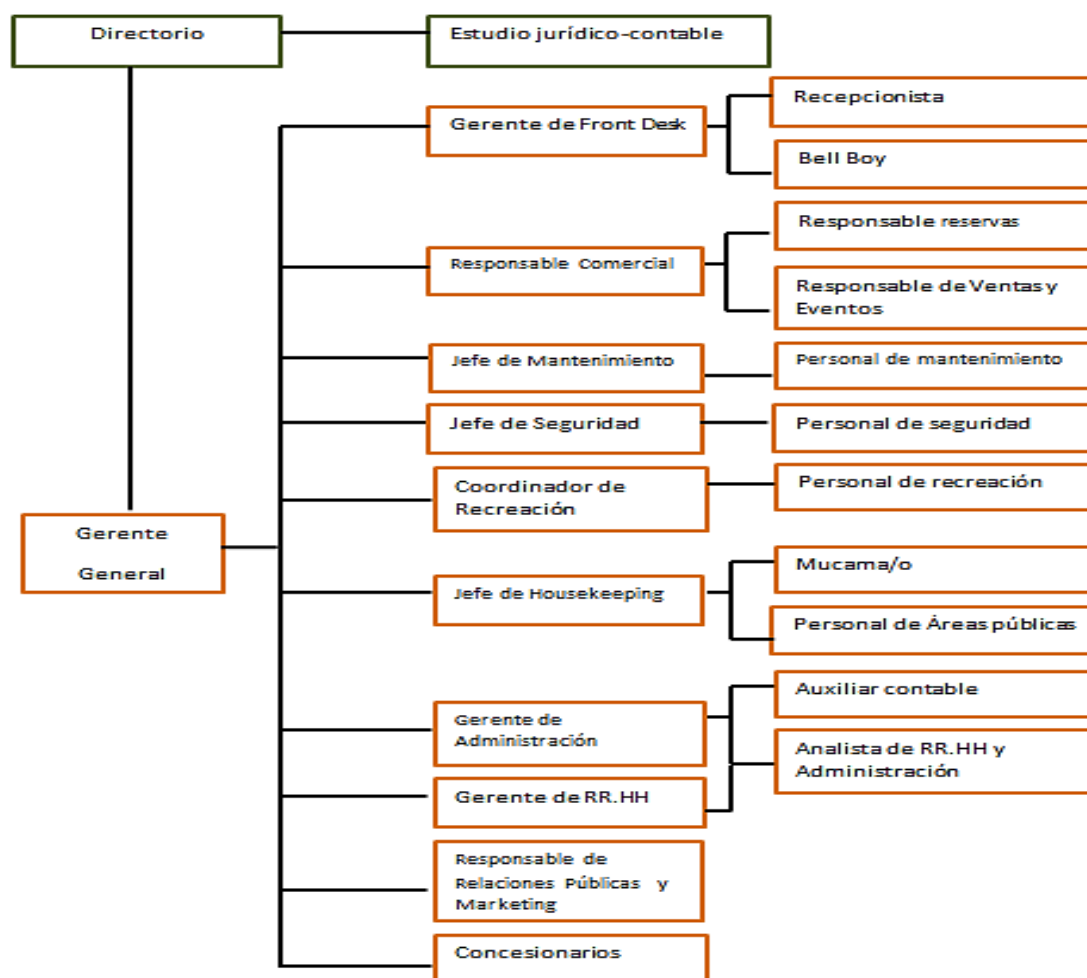 Directorio
Estudio jurídico-contable
Gerente de Front Desk
Recepcionista
Bell Boy
Responsable Comercial
Responsable reservas
Responsable de Ventas y
Eventos
Jefe de Mantenimiento
Personal de mantenimiento
Jefe de Seguridad
Personal de seguridad
Coordinador de
Recreación
Personal de recreación
Gerente
General
Jefe de Housekeeping
Mucama/o
Personal de Áreas públicas
Gerente de
Administración
Auxiliar contable
Analista de RR.HH y
Administración
Gerente de RR.HH
Responsable de
Relaciones Públicas y
Marketing
Concesionarios